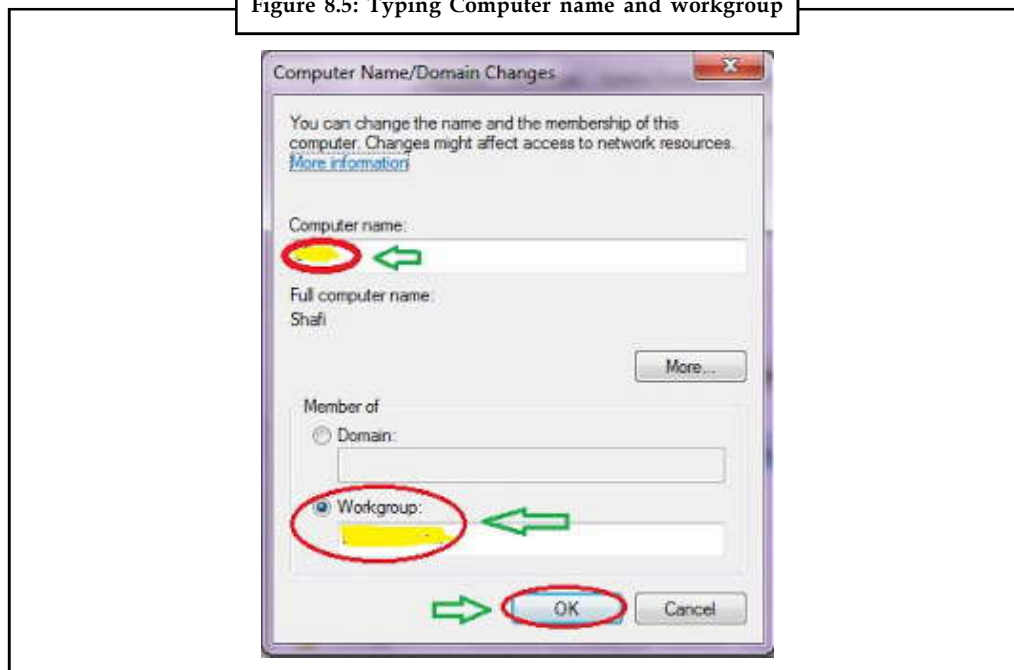 Figure 8.5: Typing Computer name and workgroup
Computer Name/Domain Changes
You can change the name and the membership of this
computer. Changes might affect access to network resources.
More information
Computer name:
Full computer name:
Shafi
More...
Member of
Domain:
Workgroup:
OK
Cancel